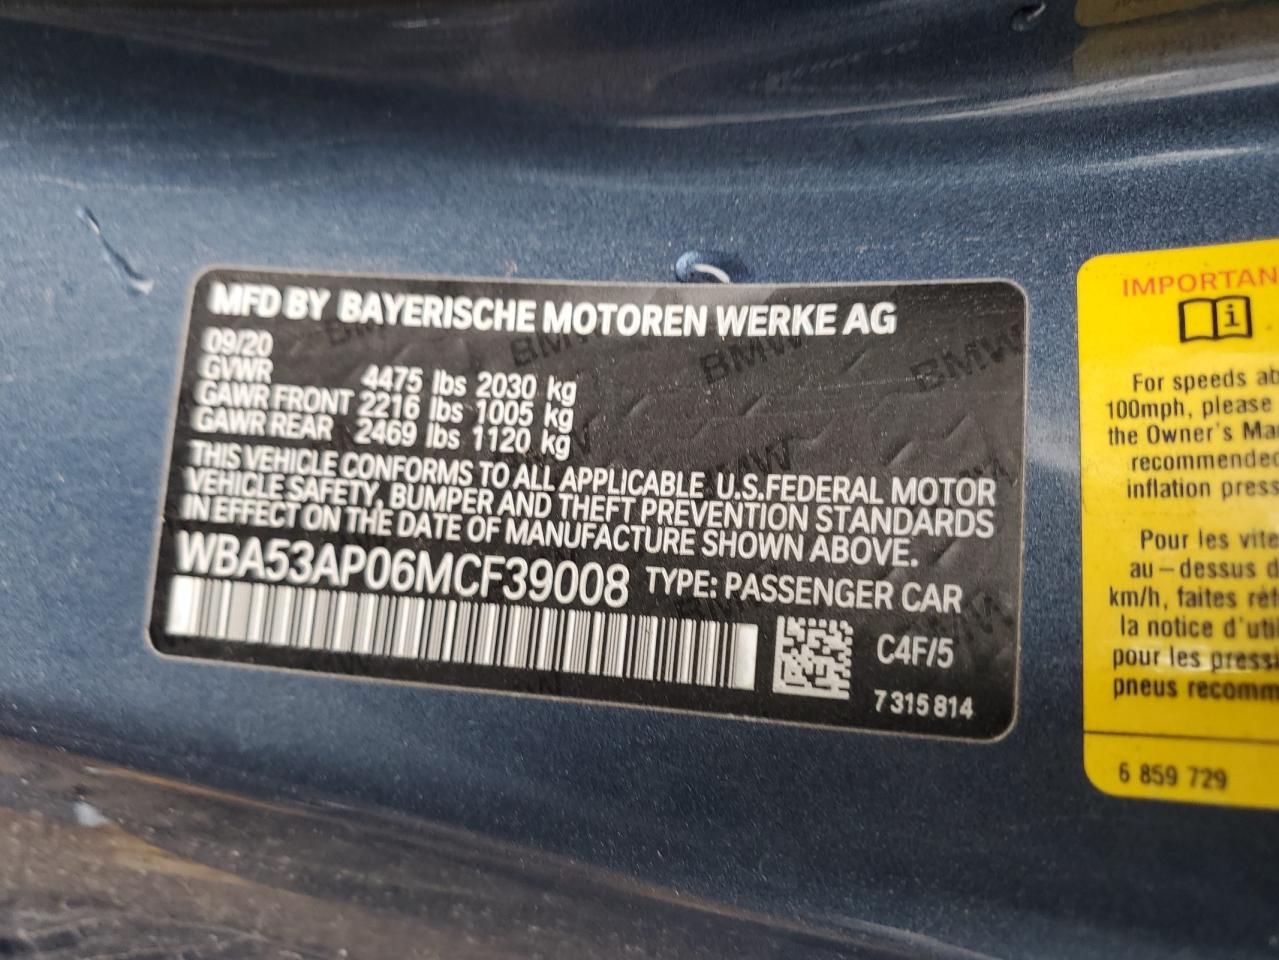 MFD BY BAYERISCHE MOTOREN WERKE AG
09/20
GVWR 4475 lbs 2030 kg
GAWR FRONT 2216 lbs 1005 kg
GAWR REAR 2469 lbs 1120 kg
THIS VEHICLE CONFORMS TO ALL APPLICABLE U.S.FEDERAL MOTOR
VEHICLE SAFETY, BUMPER AND THEFT PREVENTION STANDARDS
IN EFFECT ON THE DATE OF MANUFACTURE SHOWN ABOVE.
WBA53AP06MCF39008 TYPE: PASSENGER CAR
C4F/5
7 315 814
IMPORTAN
i
For speeds ab
100mph, please
the Owner's Ma
recommended
inflation press
Pour les vite
au-dessus d
km/h, faites réf
la notice d'util
pour les pressi
pneus recomm
6 859 729